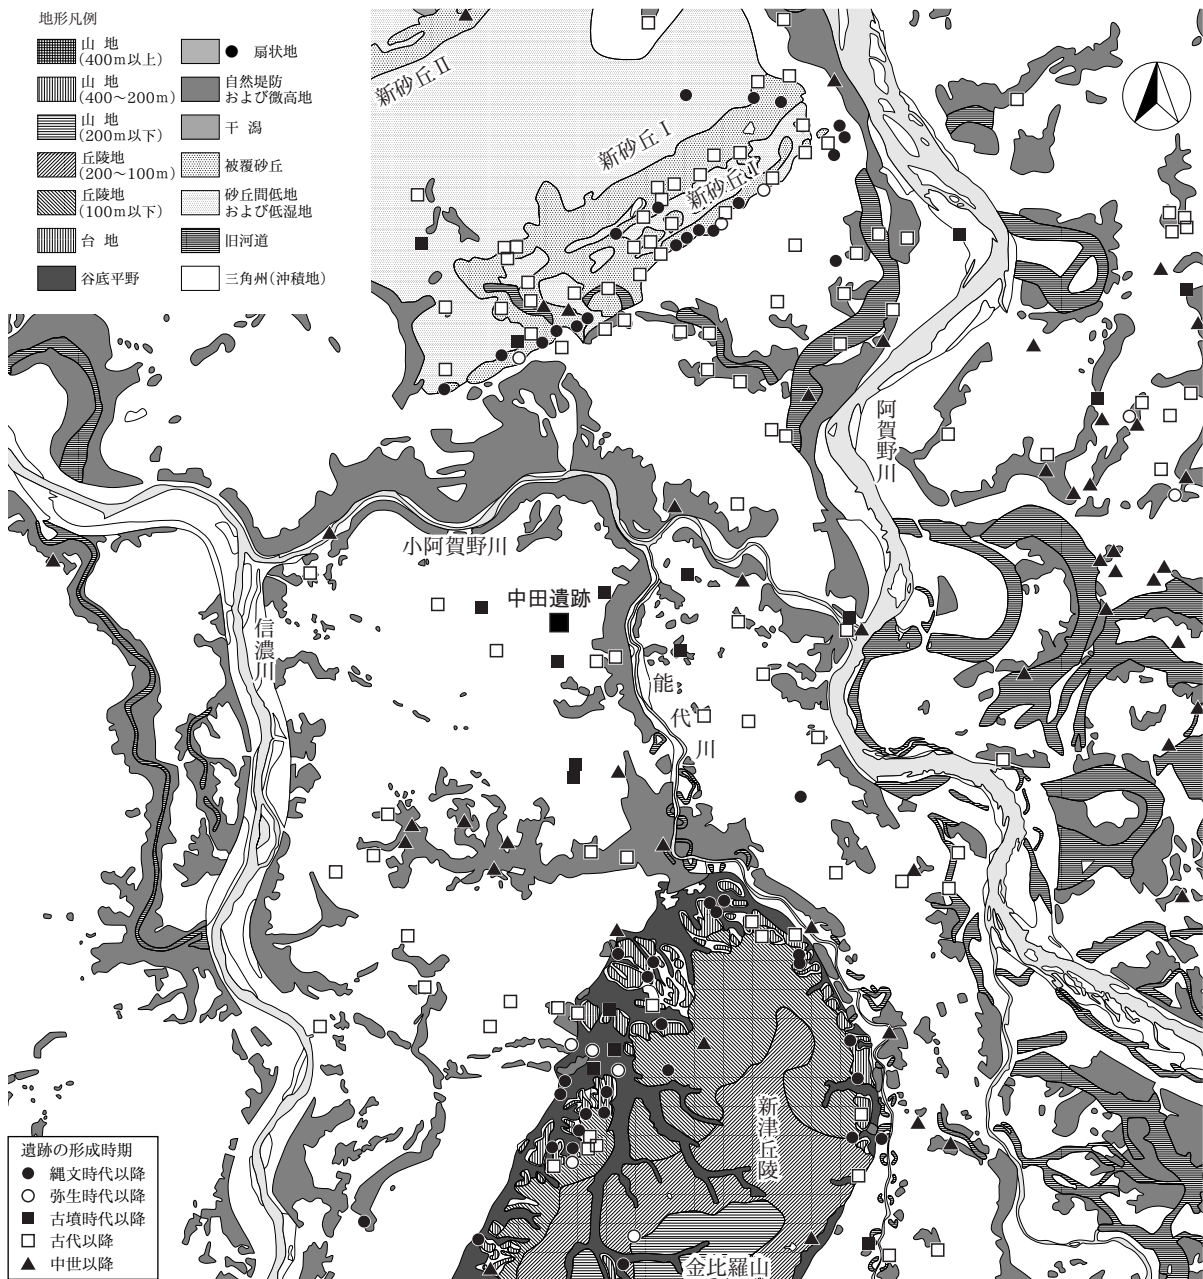 地形凡例
山 地
(400m以上)
山 地
(400〜200m)
山 地
(200m以下)
丘陵地
(200〜100m)
丘陵地
(100m以下)
台 地
谷底平野
扇状地
自然堤防
および微高地
干 潟
被覆砂丘
砂丘間低地
および低湿地
旧河道
三角州(沖積地)
新砂丘Ⅱ
新砂丘Ⅰ
新砂丘Ⅰ
阿賀野川
小阿賀野川
中田遺跡
信濃川
能代川
新津丘陵
金比羅山
遺跡の形成時期
縄文時代以降
弥生時代以降
古墳時代以降
古代以降
中世以降